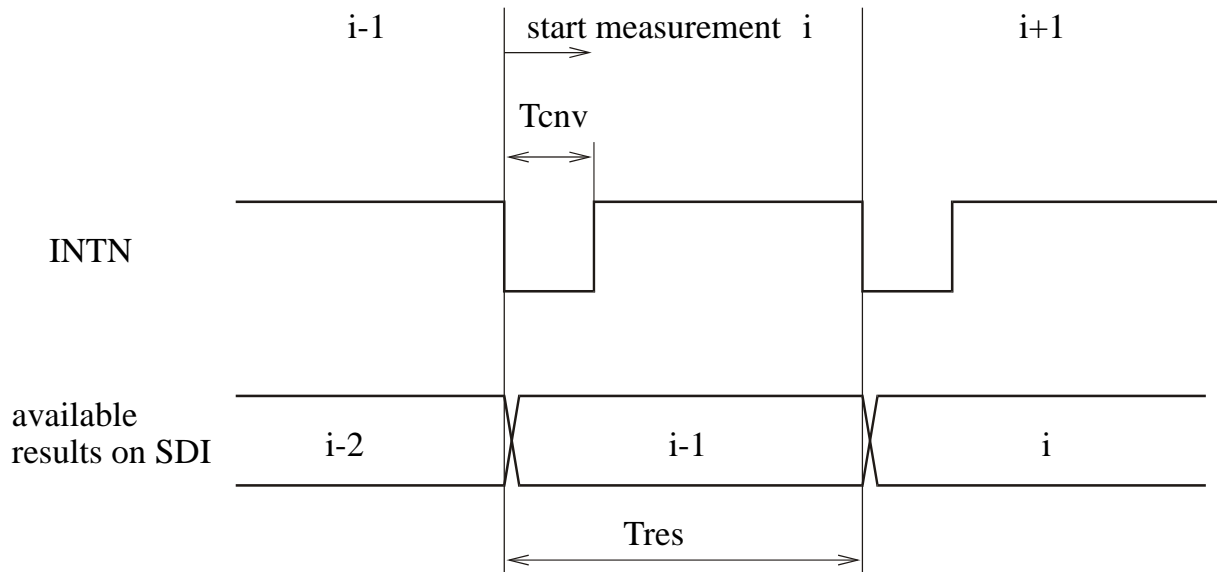 i-1
start measurement i
i+1
Tcnv
INTN
available
results on SDI
i-2
i-1
i
Tres